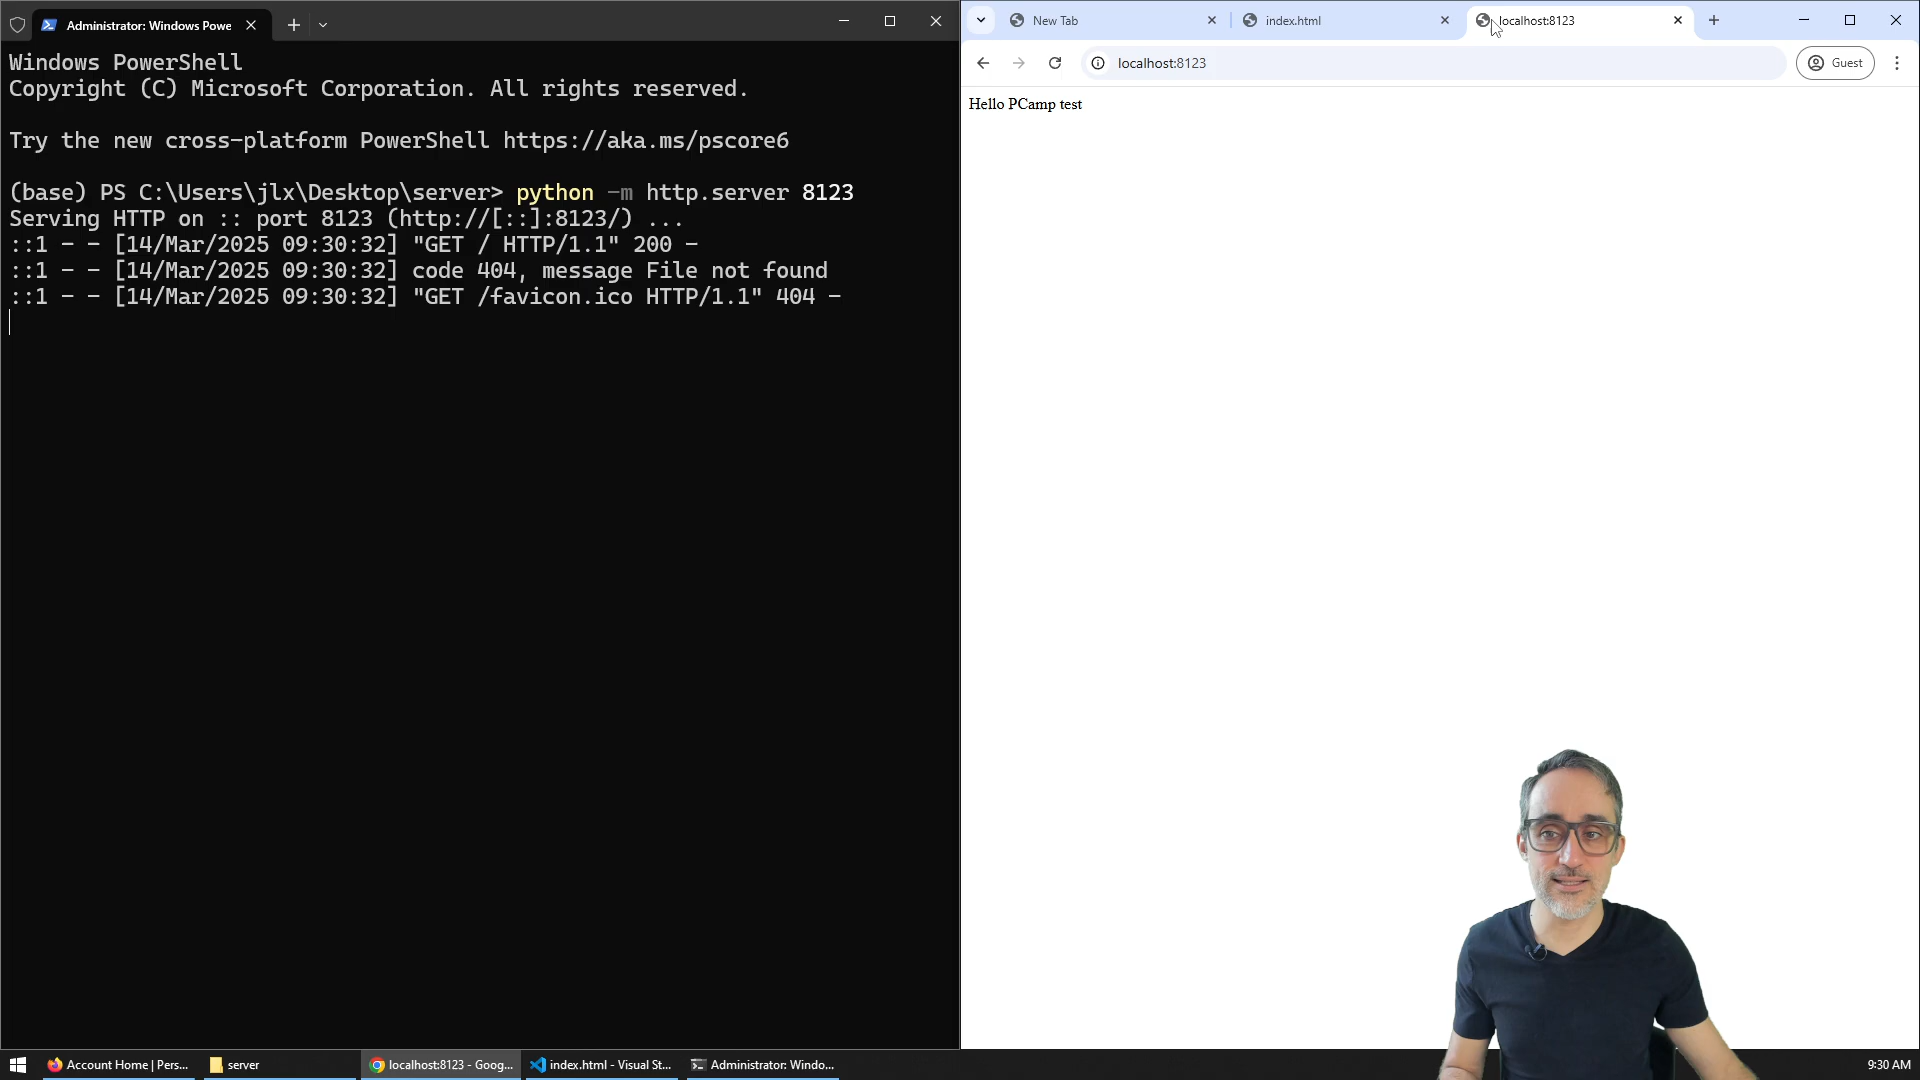 Administrator: Windows Powe
Windows PowerShell
Copyright (C) Microsoft Corporation. All rights reserved.
Try the new cross-platform PowerShell https://aka.ms/pscore6
(base) PS C:\Users\jlx\Desktop\server> python -m http.server 8123
Serving HTTP on :: port 8123 (http://[::]:8123/) ...
::1 - - [14/Mar/2025 09:30:32] "GET / HTTP/1.1" 200 -
::1 - - [14/Mar/2025 09:30:32] code 404, message File not found
::1 - - [14/Mar/2025 09:30:32] "GET /favicon.ico HTTP/1.1" 404 -
New Tab
index.html
localhost:8123
localhost:8123
Guest
Hello PCamp test
Account Home | Pers...
server
localhost:8123 - Goog...
index.html - Visual St...
Administrator: Windo...
9:30 AM